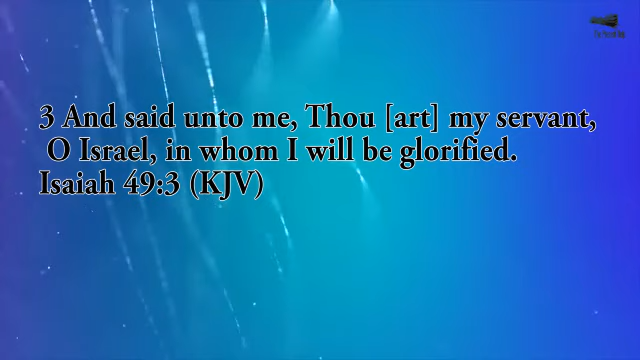 3 And said unto me, Thou [art] my servant,
O Israel, in whom I will be glorified.
Isaiah 49:3 (KJV)